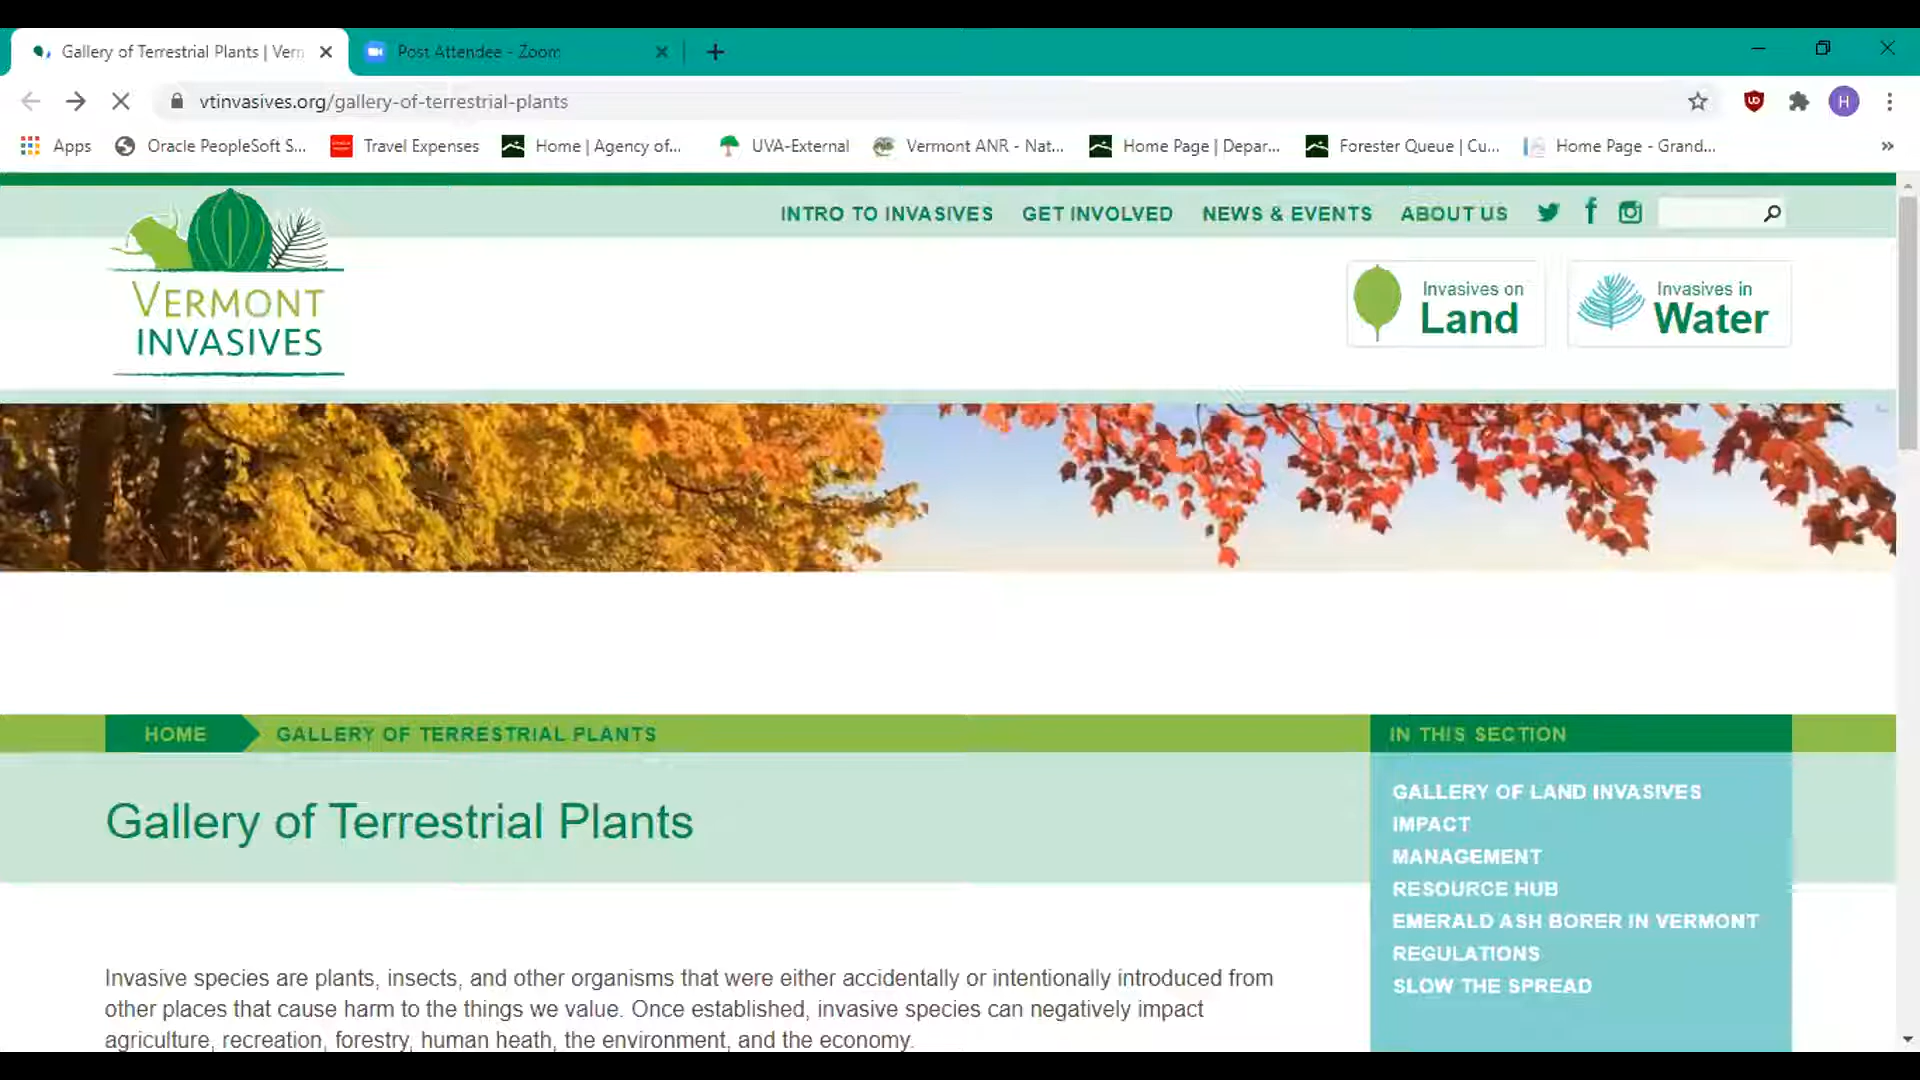 Gallery of Terrestrial Plants | Vern
Post Attendee - Zoom
vtinvasives.org/gallery-of-terrestrial-plants
H
Apps
Oracle PeopleSoft S...
Travel Expenses
Home | Agency of...
UVA-External
Vermont ANR - Nat...
Home Page | Depar...
Forester Queue | Cu...
Home Page - Grand...
»
INTRO TO INVASIVES
GET INVOLVED
NEWS & EVENTS
ABOUT US
VERMONT
INVASIVES
Invasives on
Land
Invasives in
Water
HOME
GALLERY OF TERRESTRIAL PLANTS
IN THIS SECTION
Gallery of Terrestrial Plants
GALLERY OF LAND INVASIVES
IMPACT
MANAGEMENT
RESOURCE HUB
EMERALD ASH BORER IN VERMONT
REGULATIONS
SLOW THE SPREAD
Invasive species are plants, insects, and other organisms that were either accidentally or intentionally introduced from
other places that cause harm to the things we value. Once established, invasive species can negatively impact
agriculture, recreation, forestry, human heath, the environment, and the economy.